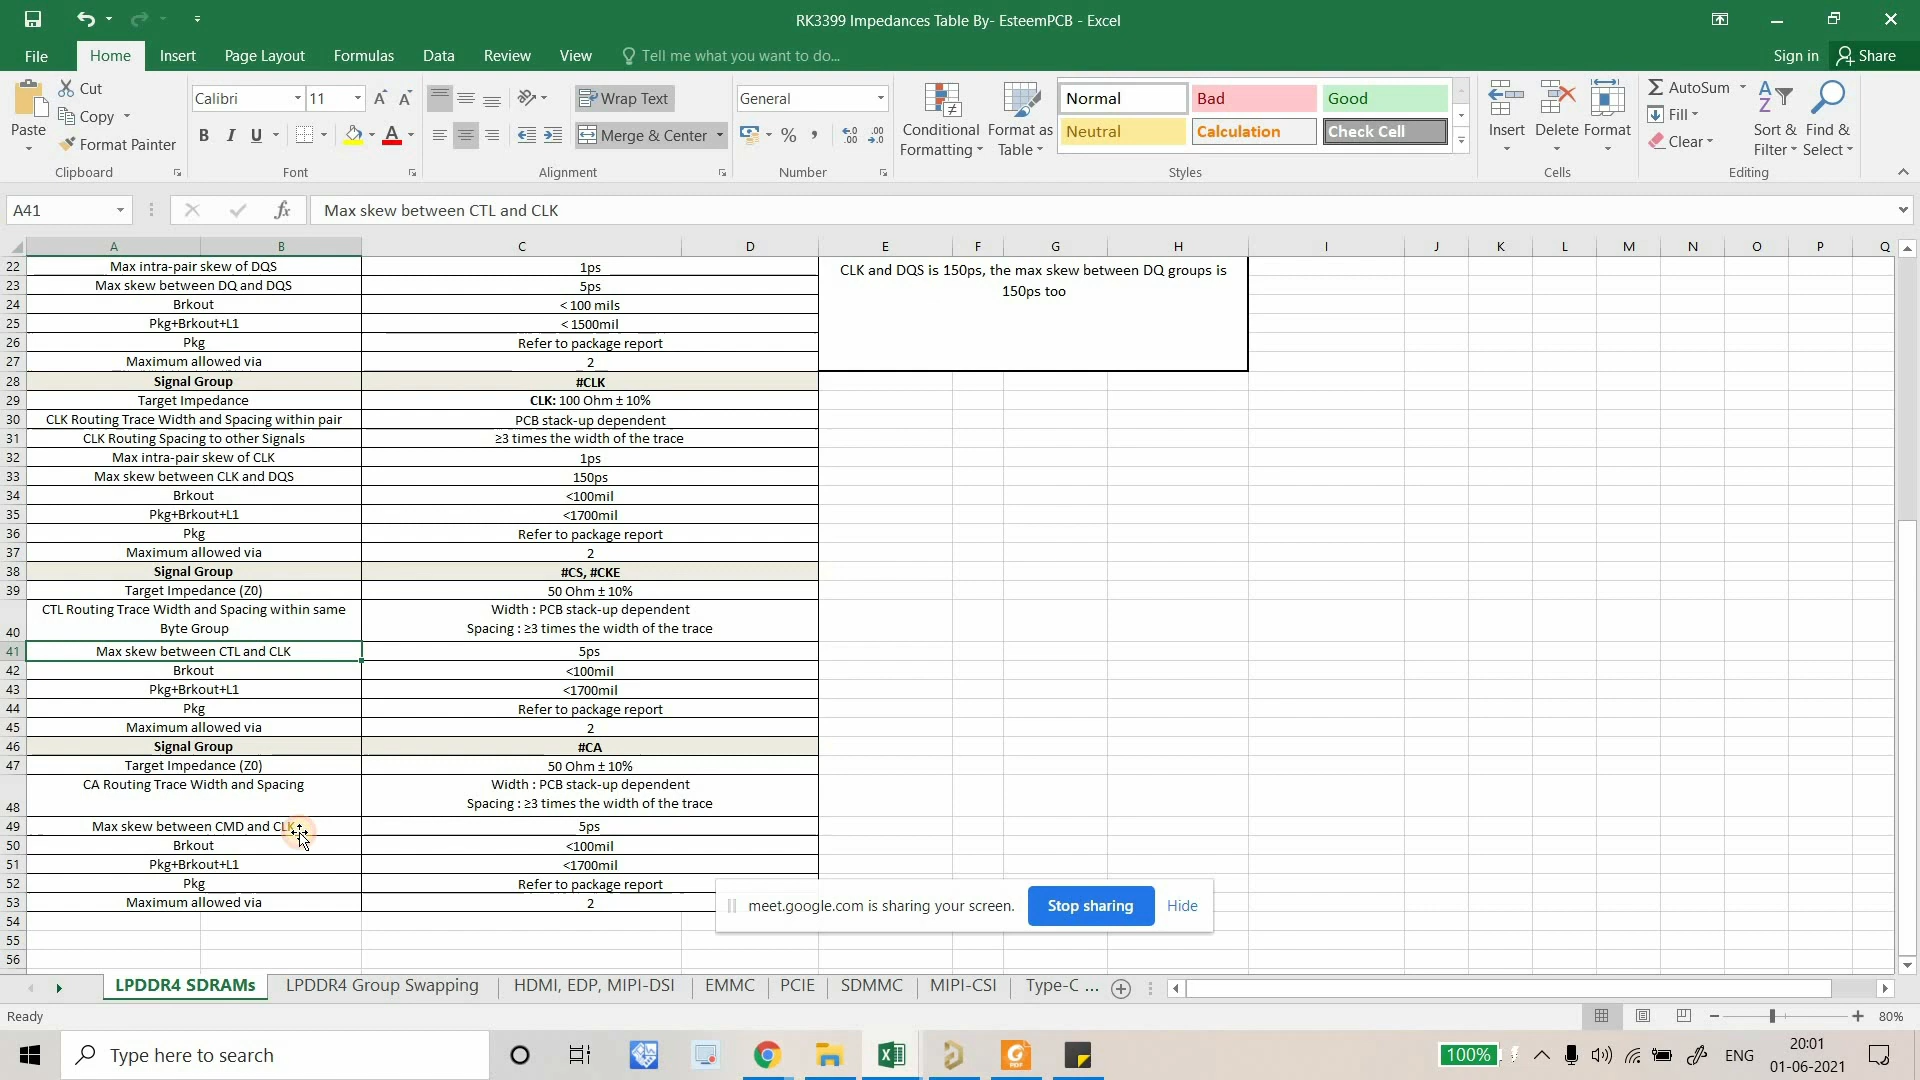 RK3399 Impedances Table By- EsteemPCB - Excel
File Home Insert Page Layout Formulas Data Review View Tell me what you want to do... Sign in Share
Paste
Cut
Copy
Format Painter
Clipboard
Calibri 11
B I U
Font
Wrap Text
Merge & Center
Alignment
General
%
Number
Conditional Formatting
Format as Table
Normal Bad Good
Neutral Calculation Check Cell
Styles
Insert Delete Format
Cells
AutoSum
Fill
Clear
Sort & Filter
Find & Select
Editing
A41 fx Max skew between CTL and CLK
A B C D E F G H I J K L M N O P Q
22 Max intra-pair skew of DQS 1ps
CLK and DQS is 150ps, the max skew between DQ groups is
150ps too
23 Max skew between DQ and DQS 5ps
24 Brkout < 100 mils
25 Pkg+Brkout+L1 < 1500mil
26 Pkg Refer to package report
27 Maximum allowed via 2
28 Signal Group #CLK
29 Target Impedance CLK: 100 Ohm ± 10%
30 CLK Routing Trace Width and Spacing within pair PCB stack-up dependent
31 CLK Routing Spacing to other Signals ≥3 times the width of the trace
32 Max intra-pair skew of CLK 1ps
33 Max skew between CLK and DQS 150ps
34 Brkout <100mil
35 Pkg+Brkout+L1 <1700mil
36 Pkg Refer to package report
37 Maximum allowed via 2
38 Signal Group #CS, #CKE
39 Target Impedance (Z0) 50 Ohm ± 10%
CTL Routing Trace Width and Spacing within same Width : PCB stack-up dependent
40 Byte Group Spacing : ≥3 times the width of the trace
41 Max skew between CTL and CLK 5ps
42 Brkout <100mil
43 Pkg+Brkout+L1 <1700mil
44 Pkg Refer to package report
45 Maximum allowed via 2
46 Signal Group #CA
47 Target Impedance (Z0) 50 Ohm ± 10%
CA Routing Trace Width and Spacing Width : PCB stack-up dependent
48 Spacing : ≥3 times the width of the trace
49 Max skew between CMD and CLK 5ps
50 Brkout <100mil
51 Pkg+Brkout+L1 <1700mil
52 Pkg Refer to package report
53 Maximum allowed via 2
54
55
56
meet.google.com is sharing your screen. Stop sharing Hide
LPDDR4 SDRAMs LPDDR4 Group Swapping HDMI, EDP, MIPI-DSI EMMC PCIE SDMMC MIPI-CSI Type-C ...
Ready 80%
Type here to search
100% ENG
20:01
01-06-2021